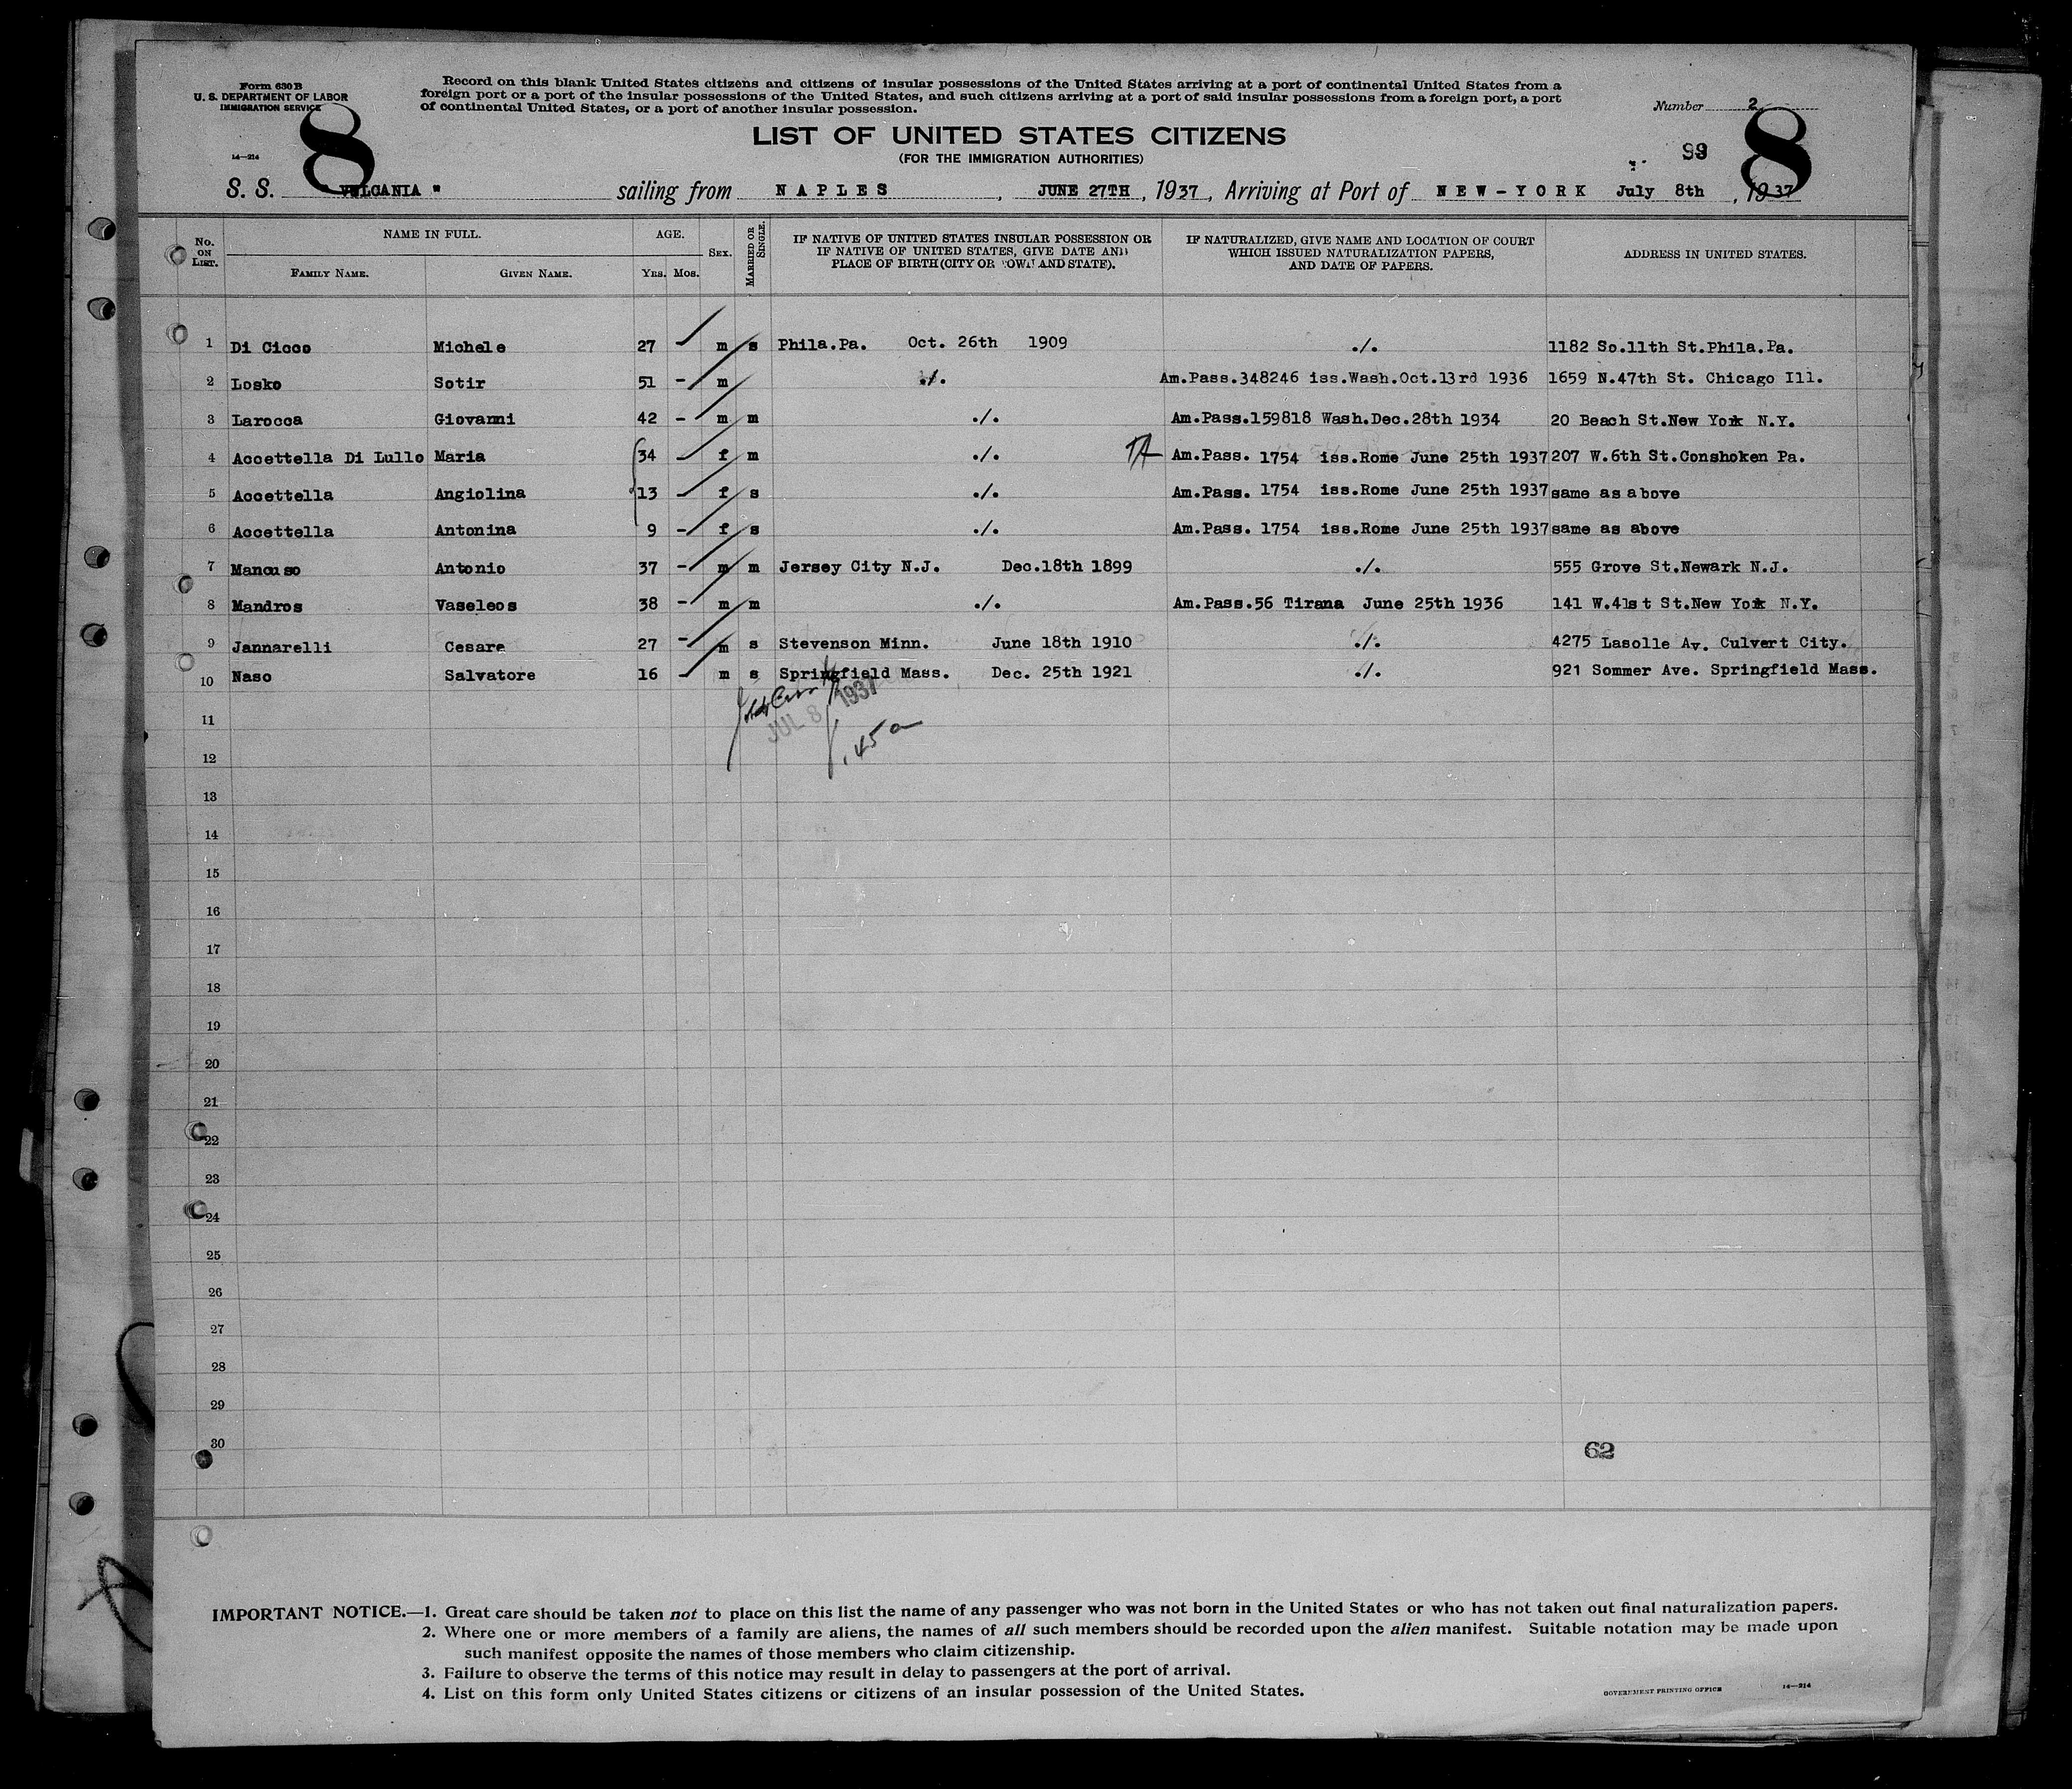 Form 630 B
U. S. DEPARTMENT OF LABOR
IMMIGRATION SERVICE
14—214
8
Record on this blank United States citizens and citizens of insular possessions of the United States arriving at a port of continental United States from a
foreign port or a port of the insular possessions of the United States, and such citizens arriving at a port of said insular possessions from a foreign port, a port
of continental United States, or a port of another insular possession.
Number 2
LIST OF UNITED STATES CITIZENS
(FOR THE IMMIGRATION AUTHORITIES)
99
8
S. S. " VULCANIA " sailing from NAPLES , JUNE 27TH , 1937 , Arriving at Port of NEW-YORK July 8th , 1937
No. ON LIST. NAME IN FULL. AGE. SEX. MARRIED OR SINGLE. IF NATIVE OF UNITED STATES INSULAR POSSESSION OR IF NATIVE OF UNITED STATES, GIVE DATE AND PLACE OF BIRTH (CITY OR TOWN AND STATE). IF NATURALIZED, GIVE NAME AND LOCATION OF COURT WHICH ISSUED NATURALIZATION PAPERS, AND DATE OF PAPERS. ADDRESS IN UNITED STATES.
FAMILY NAME. GIVEN NAME. YRS. MOS.
1 Di Cicco Michele 27 m s Phila.Pa. Oct. 26th 1909 ./. 1182 So.11th St.Phila.Pa.
2 Losko Sotir 51 - m ./. Am.Pass.348246 iss.Wash.Oct.13rd 1936 1659 N.47th St. Chicago Ill.
3 Larocca Giovanni 42 - m m ./. Am.Pass.159818 Wash.Dec.28th 1934 20 Beach St.New York N.Y.
4 Accettella Di Lullo Maria 34 f m ./. Am.Pass. 1754 iss.Rome June 25th 1937 207 W.6th St.Conshoken Pa.
5 Accettella Angiolina 13 f s ./. Am.Pass. 1754 iss.Rome June 25th 1937 same as above
6 Accettella Antonina 9 - f s ./. Am.Pass. 1754 iss.Rome June 25th 1937 same as above
7 Mancuso Antonio 37 - m m Jersey City N.J. Dec.18th 1899 ./. 555 Grove St.Newark N.J.
8 Mandros Vaseleos 38 - m m ./. Am.Pass.56 Tirana June 25th 1936 141 W.41st St.New York N.Y.
9 Jannarelli Cesare 27 - m s Stevenson Minn. June 18th 1910 ./. 4275 Lasolle Av. Culvert City.
10 Naso Salvatore 16 m s Springfield Mass. Dec. 25th 1921 ./. 921 Sommer Ave. Springfield Mass.
JUL 8 1937
.45 a
11
12
13
14
15
16
17
18
19
20
21
22
23
24
25
26
27
28
29
30
62
IMPORTANT NOTICE.—1. Great care should be taken not to place on this list the name of any passenger who was not born in the United States or who has not taken out final naturalization papers.
2. Where one or more members of a family are aliens, the names of all such members should be recorded upon the alien manifest. Suitable notation may be made upon
such manifest opposite the names of those members who claim citizenship.
3. Failure to observe the terms of this notice may result in delay to passengers at the port of arrival.
4. List on this form only United States citizens or citizens of an insular possession of the United States.
GOVERNMENT PRINTING OFFICE 14—214